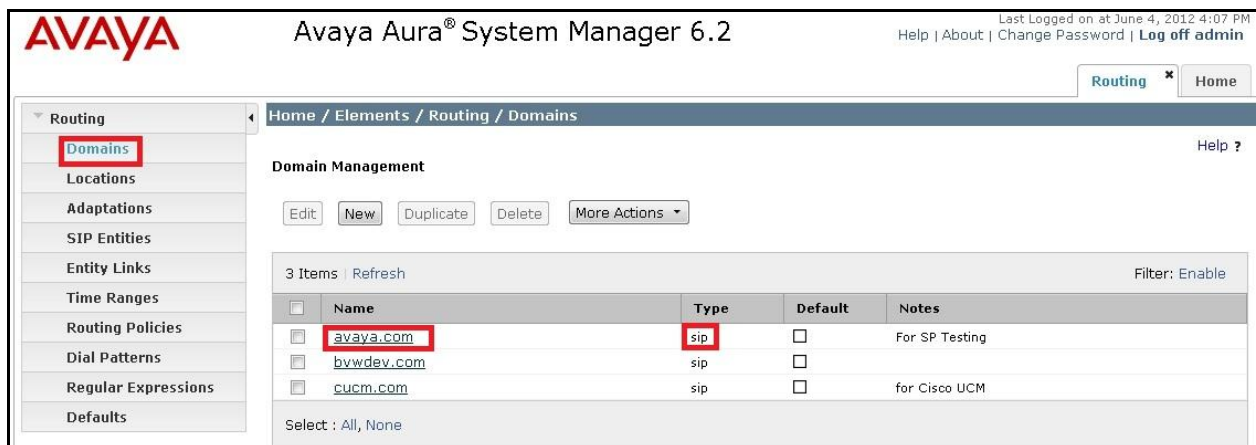 AVAYA
Avaya Aura® System Manager 6.2
Last Logged on at June 4, 2012 4:07 PM
Help | About | Change Password | Log off admin
Routing × Home
Routing
Domains
Locations
Adaptations
SIP Entities
Entity Links
Time Ranges
Routing Policies
Dial Patterns
Regular Expressions
Defaults
Home / Elements / Routing / Domains
Help ?
Domain Management
Edit New Duplicate Delete More Actions
3 Items | Refresh Filter: Enable
Name Type Default Notes
avaya.com sip For SP Testing
bvwdev.com sip
cucm.com sip for Cisco UCM
Select : All, None